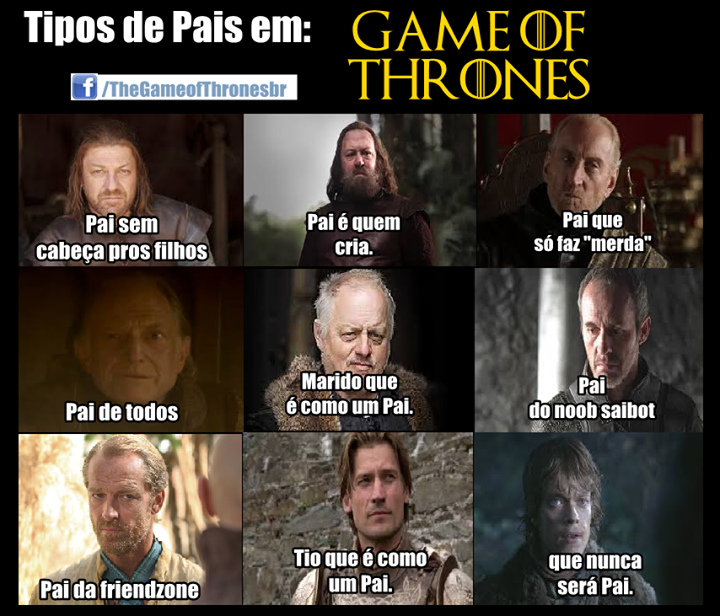 Tipos de Pais em:
GAME OF
THRONES
f /TheGameofThronesbr
Pai sem
cabeça pros filhos
Pai é quem
cria.
Pai que
só faz "merda"
Pai de todos
Marido que
é como um Pai.
Pai
do noob saibot
Pai da friendzone
Tio que é como
um Pai.
que nunca
será Pai.